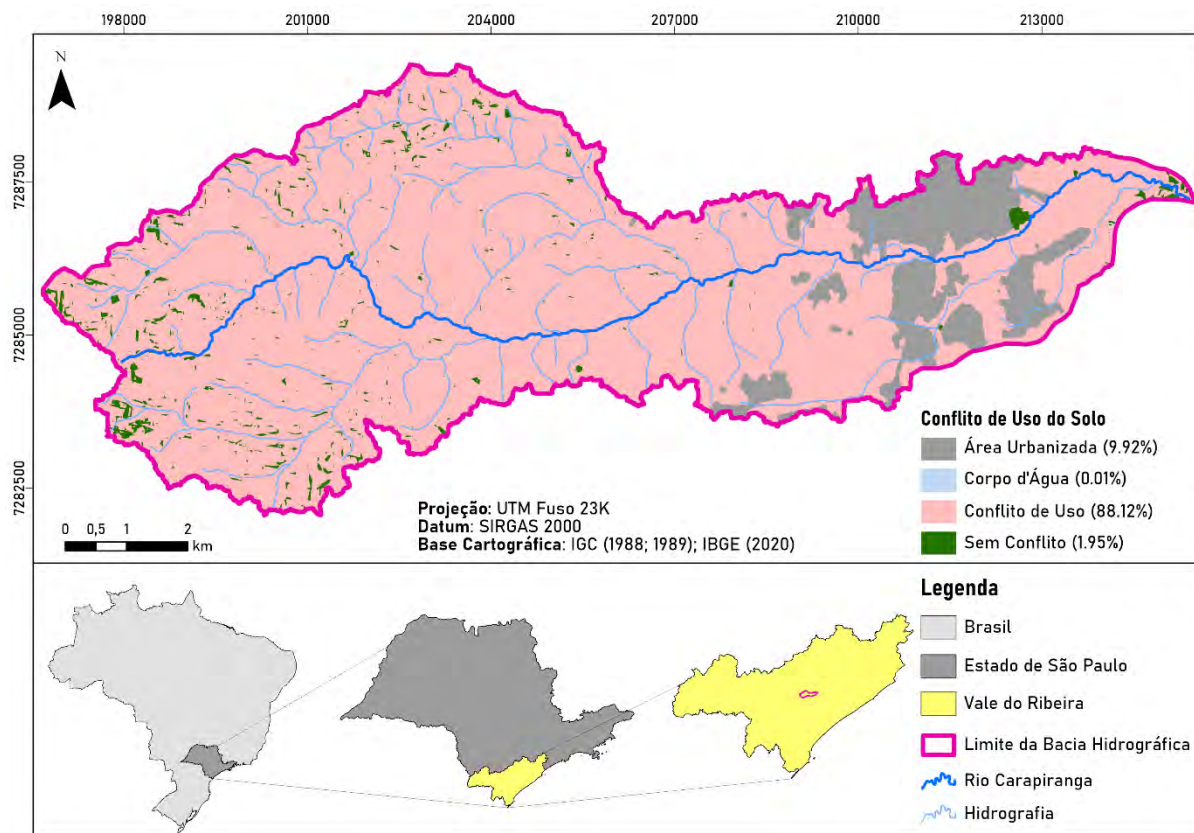 198000 201000 204000 207000 210000 213000
N
7287500
7285000
7282500
Conflito de Uso do Solo
Área Urbanizada (9.92%)
Corpo d'Água (0.01%)
Conflito de Uso (88.12%)
Sem Conflito (1.95%)
Projeção: UTM Fuso 23K
Datum: SIRGAS 2000
Base Cartográfica: IGC (1988; 1989); IBGE (2020)
0 0,5 1 2
km
Legenda
Brasil
Estado de São Paulo
Vale do Ribeira
Limite da Bacia Hidrográfica
Rio Carapiranga
Hidrografia